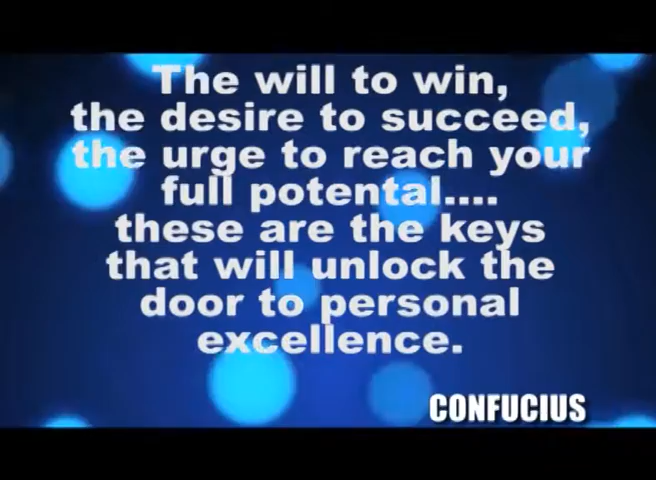 The will to win,
the desire to succeed,
the urge to reach your
full potental....
these are the keys
that will unlock the
door to personal
excellence.
CONFUCIUS